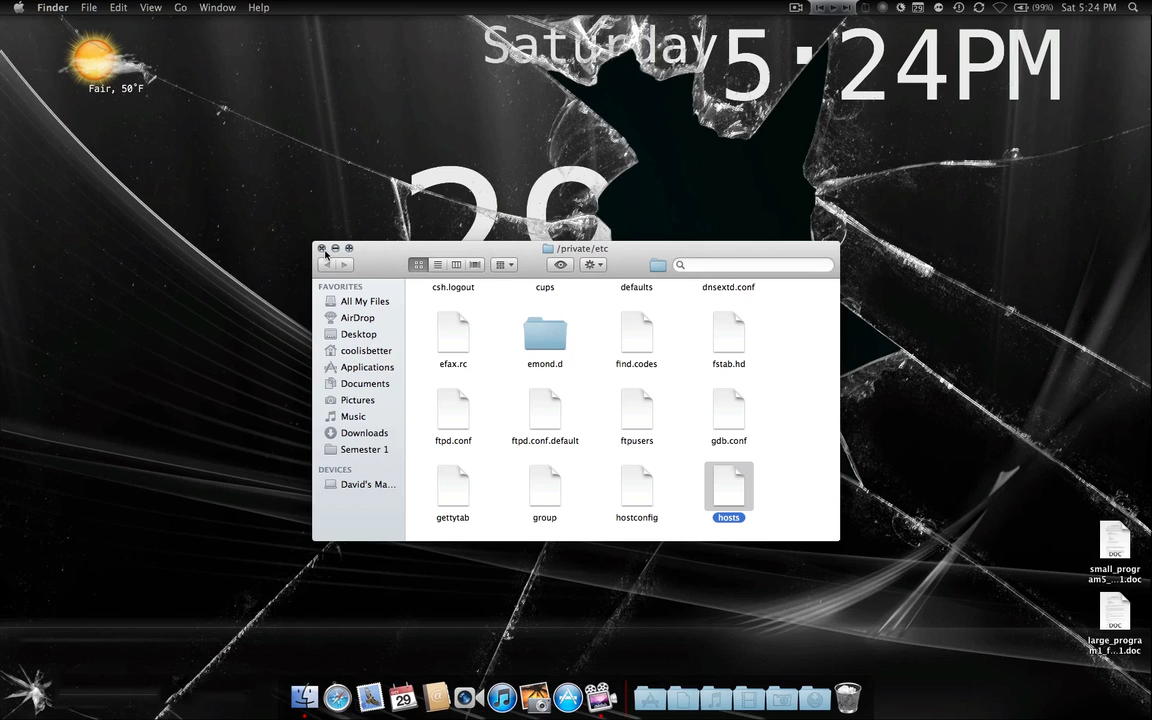 Finder File Edit View Go Window Help
29 (99%) Sat 5:24 PM
Saturday 5:24PM
Fair, 50°F
/private/etc
FAVORITES
All My Files
AirDrop
Desktop
coolisbetter
Applications
Documents
Pictures
Music
Downloads
Semester 1
DEVICES
David's Ma...
csh.logout cups defaults dnsextd.conf
efax.rc emond.d find.codes fstab.hd
ftpd.conf ftpd.conf.default ftpusers gdb.conf
gettytab group hostconfig hosts
DOC
small_progr
am5_...1.doc
DOC
large_progra
m1_f...1.doc
29